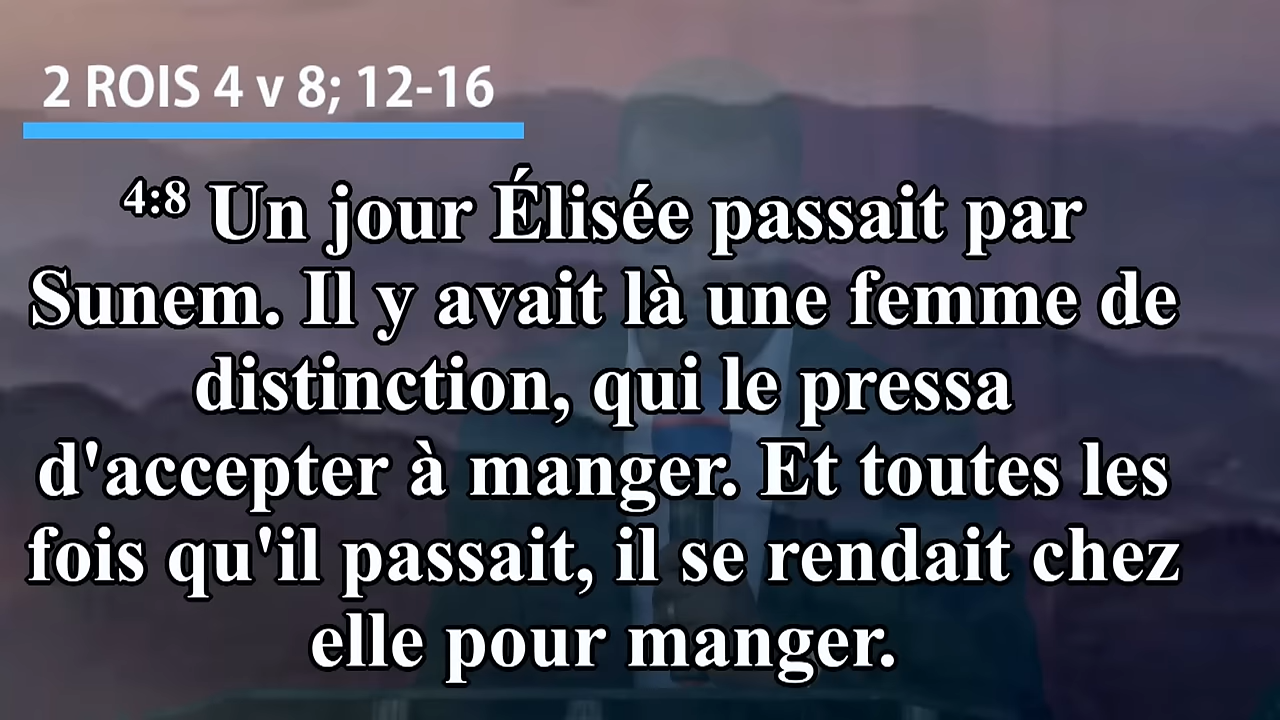 2 ROIS 4 v 8; 12-16
4:8 Un jour Élisée passait par
Sunem. Il y avait là une femme de
distinction, qui le pressa
d'accepter à manger. Et toutes les
fois qu'il passait, il se rendait chez
elle pour manger.